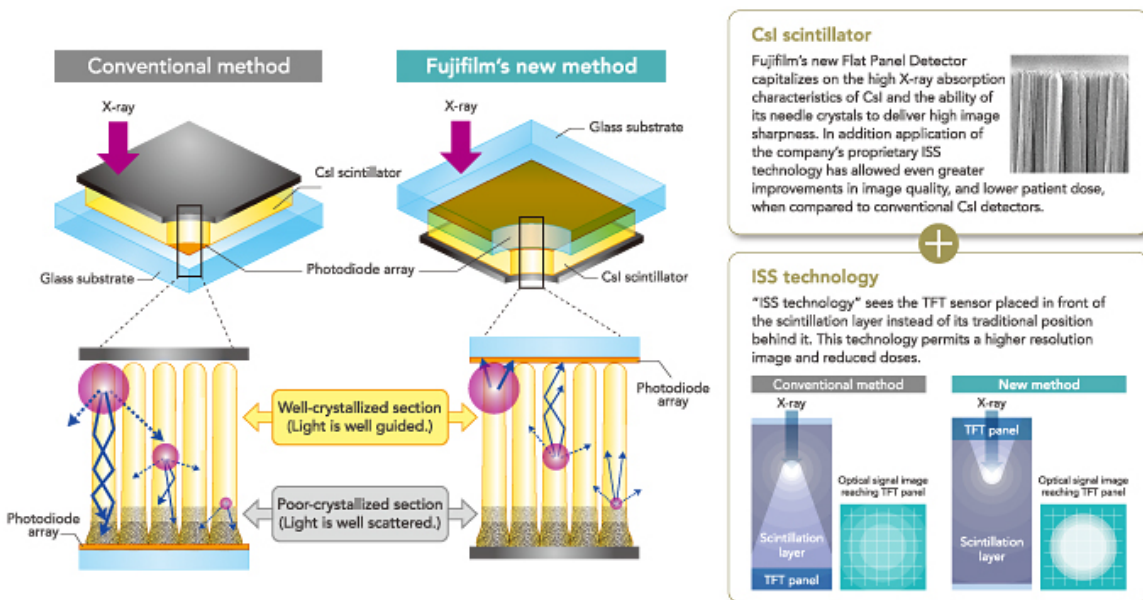 Conventional method
X-ray
CsI scintillator
Glass substrate
Photodiode array
Fujifilm's new method
X-ray
Glass substrate
CsI scintillator
Photodiode
array
Well-crystallized section
(Light is well guided.)
Poor-crystallized section
(Light is well scattered.)
Photodiode
array
CsI scintillator
Fujifilm's new Flat Panel Detector
capitalizes on the high X-ray absorption
characteristics of CsI and the ability of
its needle crystals to deliver high image
sharpness. In addition application of
the company's proprietary ISS
technology has allowed even greater
improvements in image quality, and lower patient dose,
when compared to conventional CsI detectors.
+
ISS technology
"ISS technology" sees the TFT sensor placed in front of
the scintillation layer instead of its traditional position
behind it. This technology permits a higher resolution
image and reduced doses.
Conventional method
X-ray
Optical signal image
reaching TFT panel
Scintillation
layer
TFT panel
New method
X-ray
TFT panel
Optical signal image
reaching TFT panel
Scintillation
layer